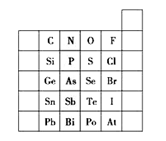 C N O F
Si P S Cl
Ge As Se Br
Sn Sb Te I
Pb Bi Po At